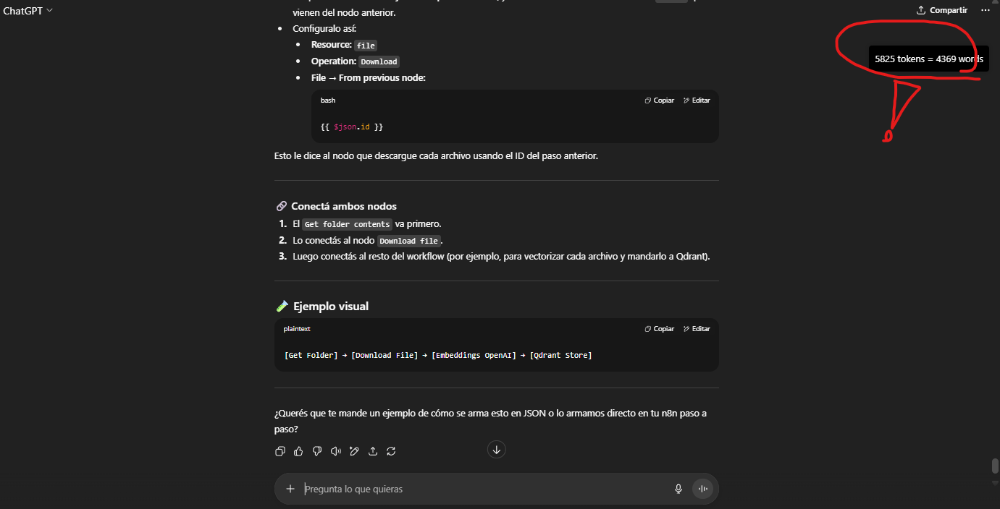 ChatGPT
Compartir
5825 tokens = 4369 words
vienen del nodo anterior.
Configuralo así:
Resource: file
Operation: Download
File → From previous node:
bash
Copiar
Editar
{{ $json.id }}
Esto le dice al nodo que descargue cada archivo usando el ID del paso anterior.
Conectá ambos nodos
1. El Get folder contents va primero.
2. Lo conectás al nodo Download file.
3. Luego conectás al resto del workflow (por ejemplo, para vectorizar cada archivo y mandarlo a Qdrant).
Ejemplo visual
plaintext
Copiar
Editar
[Get Folder] → [Download File] → [Embeddings OpenAI] → [Qdrant Store]
¿Querés que te mande un ejemplo de cómo se arma esto en JSON o lo armamos directo en tu n8n paso a
paso?
Pregunta lo que quieras